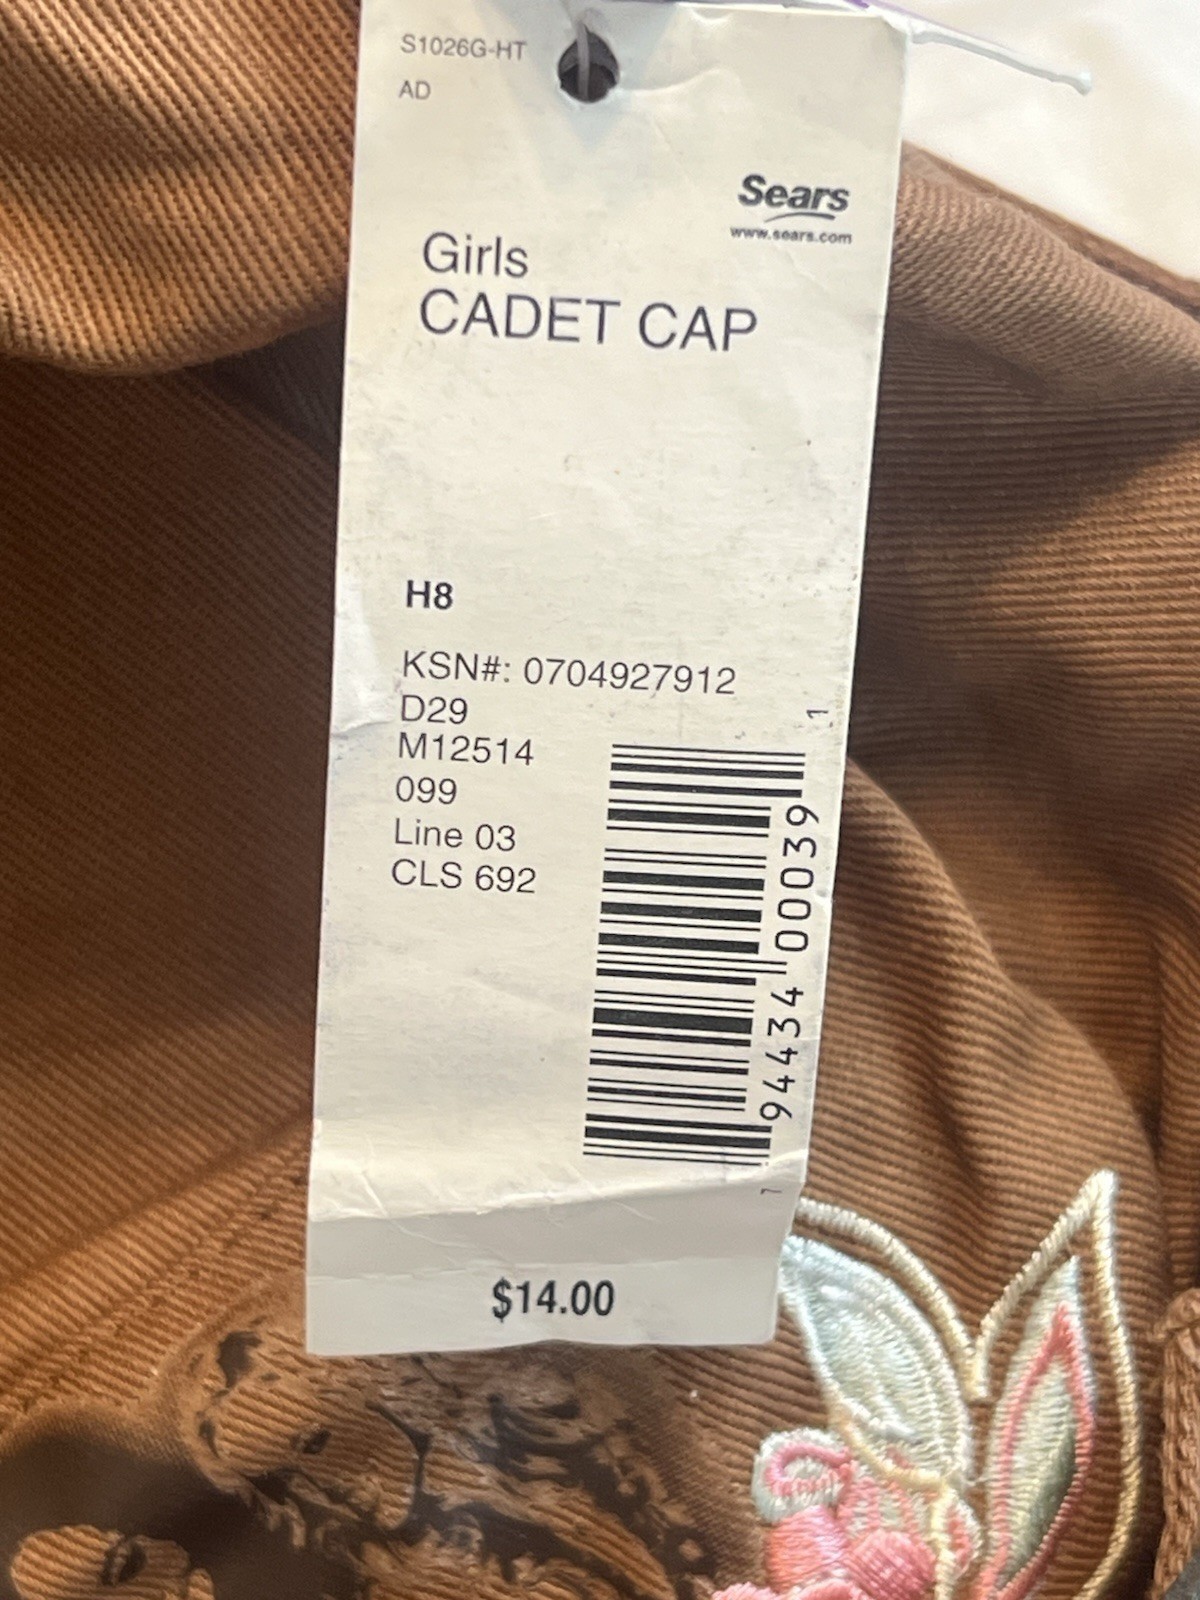 S1026G-HT
AD
Sears
www.sears.com
Girls
CADET CAP
H8
KSN#: 0704927912
D29
M12514
099
Line 03
CLS 692
7 94434 00039 1
$14.00